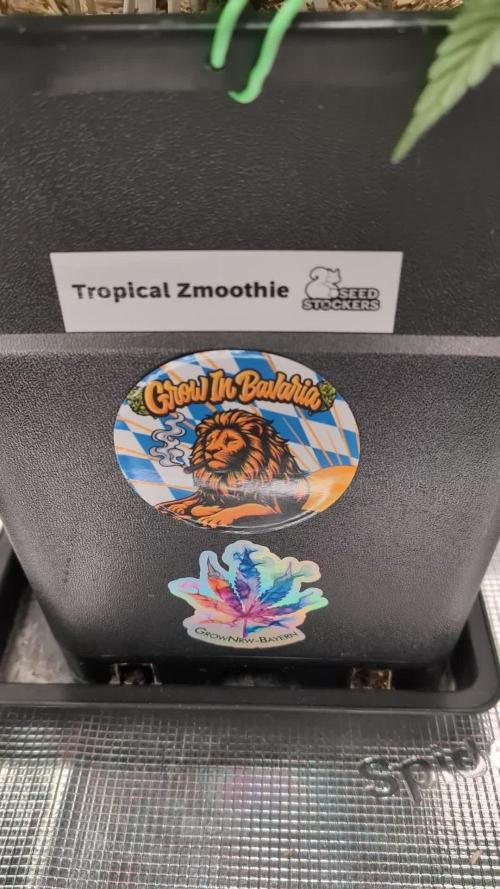 Tropical Zmoothie
SEED
STOCKERS
Grow In Bavaria
GrowNrw-Bayern